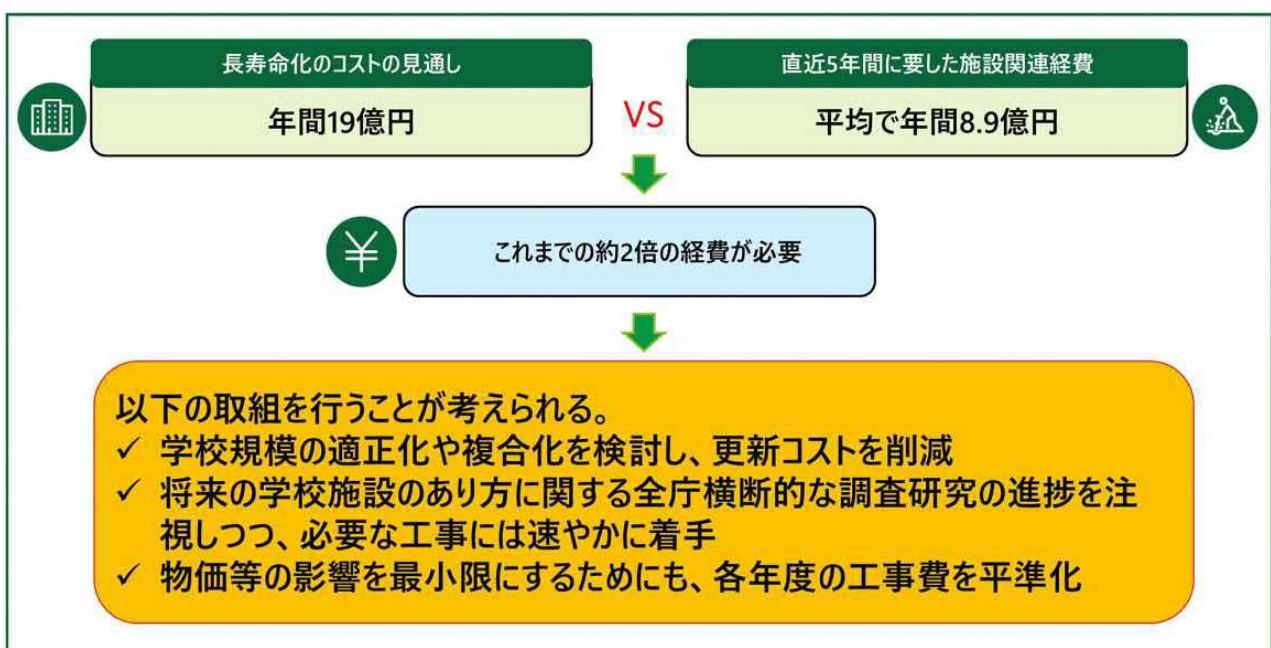 長寿命化のコストの見通し
年間19億円
VS
直近5年間に要した施設関連経費
平均で年間8.9億円
¥
これまでの約2倍の経費が必要
以下の取組を行うことが考えられる。
✓ 学校規模の適正化や複合化を検討し、更新コストを削減
✓ 将来の学校施設のあり方に関する全庁横断的な調査研究の進捗を注
視しつつ、必要な工事には速やかに着手
✓ 物価等の影響を最小限にするためにも、各年度の工事費を平準化